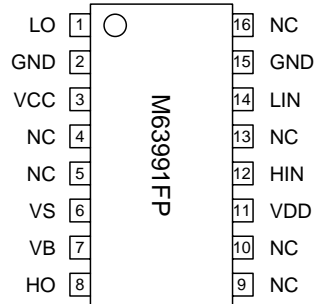 LO 1 16 NC
GND 2 15 GND
VCC 3 14 LIN
NC 4 13 NC
NC 5 12 HIN
VS 6 11 VDD
VB 7 10 NC
HO 8 9 NC
M63991FP